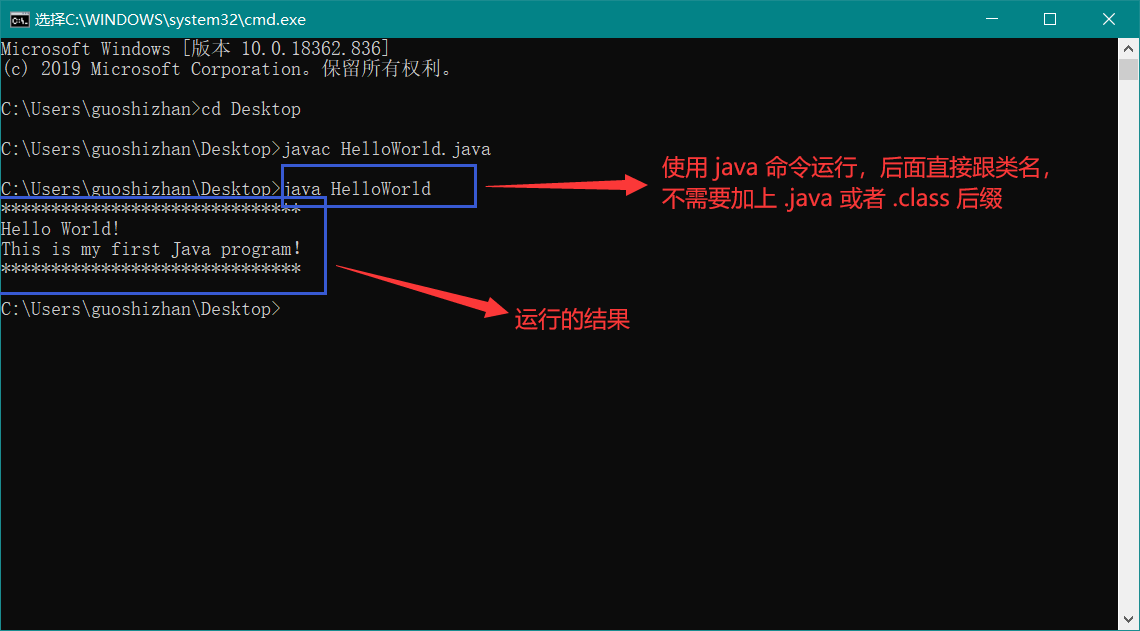 选择C:\WINDOWS\system32\cmd.exe
Microsoft Windows [版本 10.0.18362.836]
(c) 2019 Microsoft Corporation。保留所有权利。
C:\Users\guoshizhan>cd Desktop
C:\Users\guoshizhan\Desktop>javac HelloWorld.java
C:\Users\guoshizhan\Desktop>java HelloWorld
******************************
Hello World!
This is my first Java program!
******************************
C:\Users\guoshizhan\Desktop>
使用 java 命令运行，后面直接跟类名，
不需要加上 .java 或者 .class 后缀
运行的结果